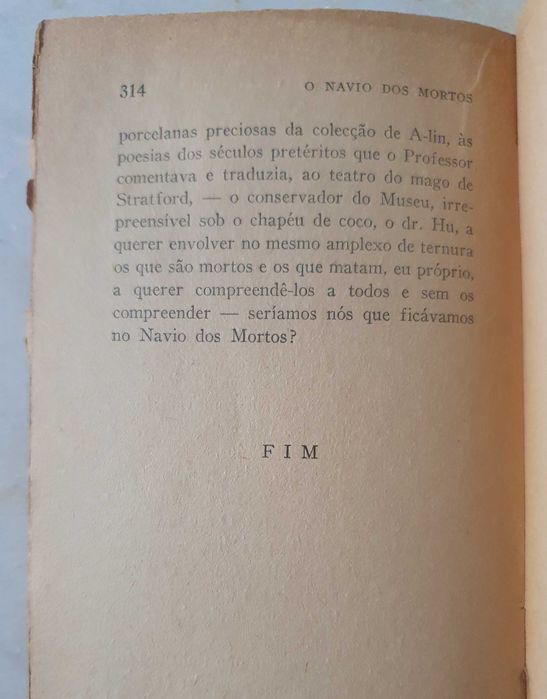 314 O NAVIO DOS MORTOS
porcelanas preciosas da colecção de A-lin, às
poesias dos séculos pretéritos que o Professor
comentava e traduzia, ao teatro do mago de
Stratford, — o conservador do Museu, irre-
preensível sob o chapéu de coco, o dr. Hu, a
querer envolver no mesmo amplexo de ternura
os que são mortos e os que matam, eu próprio,
a querer compreendê-los a todos e sem os
compreender — seríamos nós que ficávamos
no Navio dos Mortos?
FIM